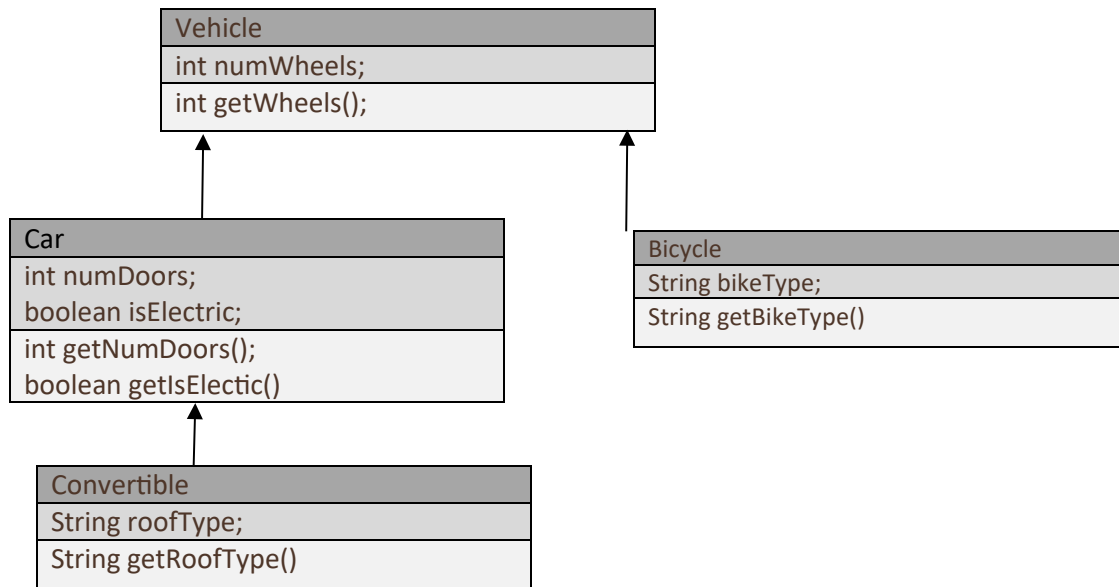 Vehicle
int numWheels;
int getWheels();
Car
int numDoors;
boolean isElectric;
int getNumDoors();
boolean getIsElectic()
Bicycle
String bikeType;
String getBikeType()
Convertible
String roofType;
String getRoofType()